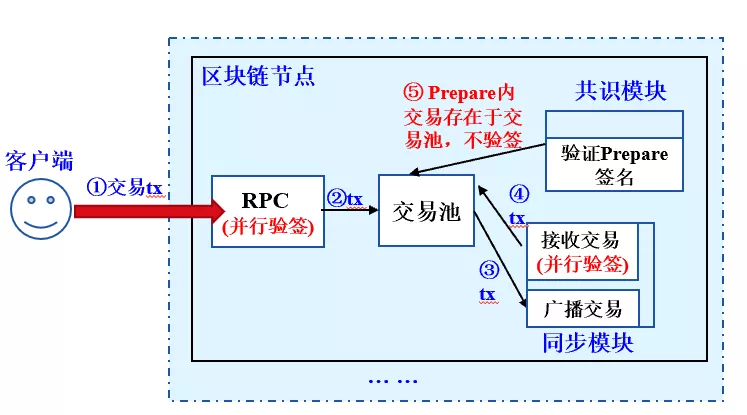 区块链节点
⑤ Prepare内
交易存在于交
易池，不验签
共识模块
验证Prepare
签名
客户端
①交易tx
RPC
(并行验签)
②tx
交易池
④
tx
接收交易
(并行验签)
③
tx
广播交易
同步模块
... ...